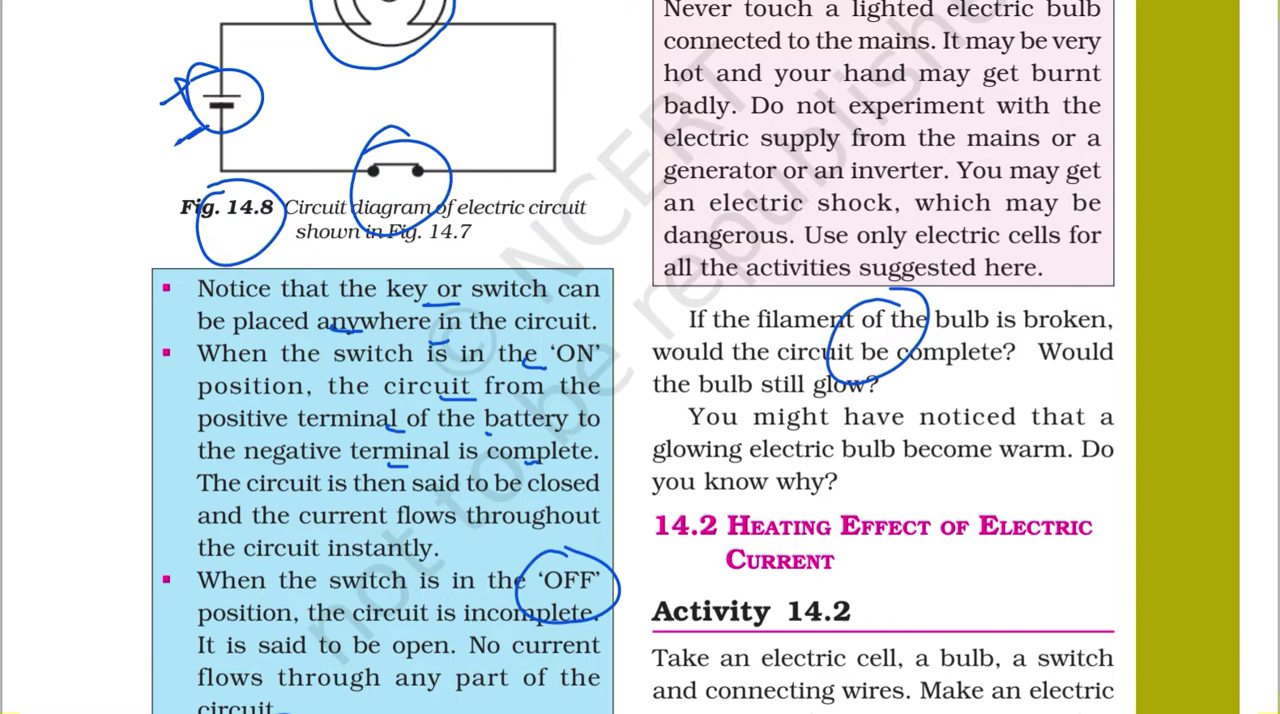 Fig. 14.8 Circuit diagram of electric circuit
shown in Fig. 14.7
▪ Notice that the key or switch can
be placed anywhere in the circuit.
▪ When the switch is in the ‘ON’
position, the circuit from the
positive terminal of the battery to
the negative terminal is complete.
The circuit is then said to be closed
and the current flows throughout
the circuit instantly.
▪ When the switch is in the ‘OFF’
position, the circuit is incomplete.
It is said to be open. No current
flows through any part of the
circuit.
Never touch a lighted electric bulb
connected to the mains. It may be very
hot and your hand may get burnt
badly. Do not experiment with the
electric supply from the mains or a
generator or an inverter. You may get
an electric shock, which may be
dangerous. Use only electric cells for
all the activities suggested here.
If the filament of the bulb is broken,
would the circuit be complete? Would
the bulb still glow?
You might have noticed that a
glowing electric bulb become warm. Do
you know why?
14.2 HEATING EFFECT OF ELECTRIC
CURRENT
Activity 14.2
Take an electric cell, a bulb, a switch
and connecting wires. Make an electric
© NCERT
not to be republished